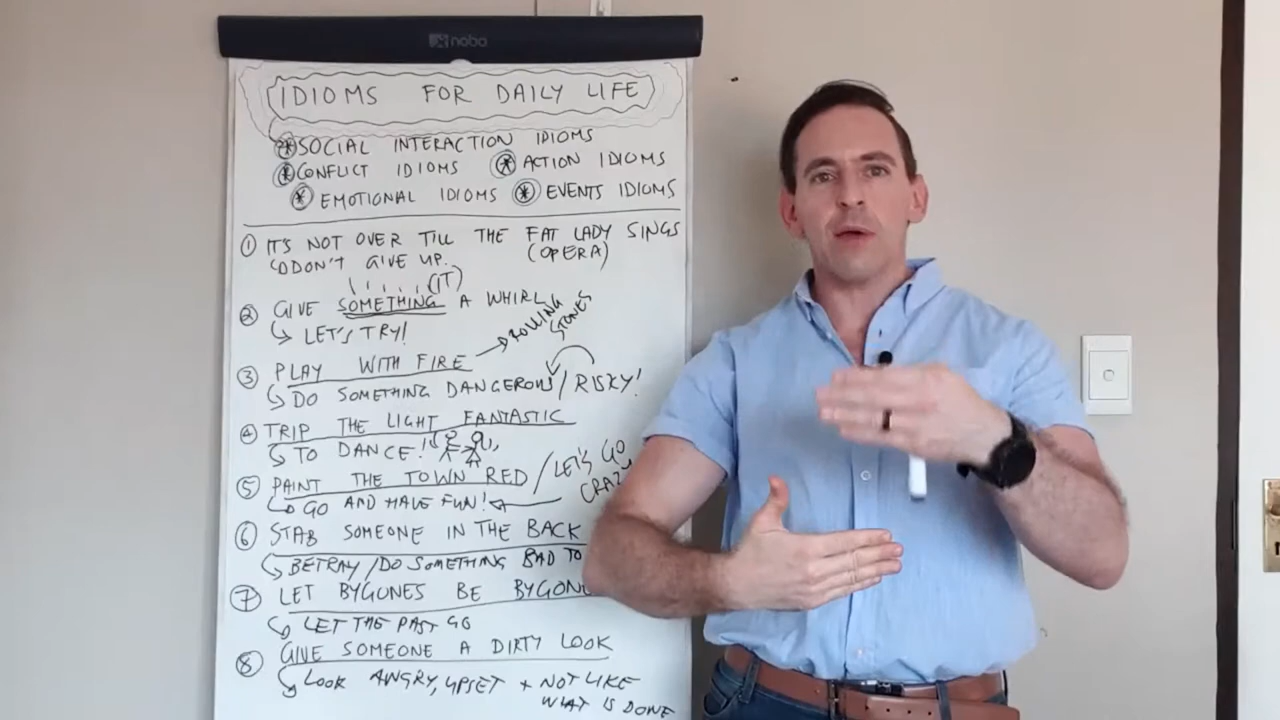 nobo
IDIOMS FOR DAILY LIFE
SOCIAL INTERACTION IDIOMS
CONFLICT IDIOMS ACTION IDIOMS
EMOTIONAL IDIOMS EVENTS IDIOMS
1 IT'S NOT OVER TILL THE FAT LADY SINGS
DON'T GIVE UP. (OPERA)
(IT)
2 GIVE SOMETHING A WHIRL
LET'S TRY!
3 PLAY WITH FIRE → ROLLING STONES
DO SOMETHING DANGEROUS / RISKY!
4 TRIP THE LIGHT FANTASTIC
TO DANCE!
5 PAINT THE TOWN RED / LET'S GO
GO AND HAVE FUN!
6 STAB SOMEONE IN THE BACK
BETRAY / DO SOMETHING BAD TO
7 LET BYGONES BE
LET THE PAST GO
8 GIVE SOMEONE A DIRTY LOOK
LOOK ANGRY, UPSET + NOT LIKE
WHAT IS DONE